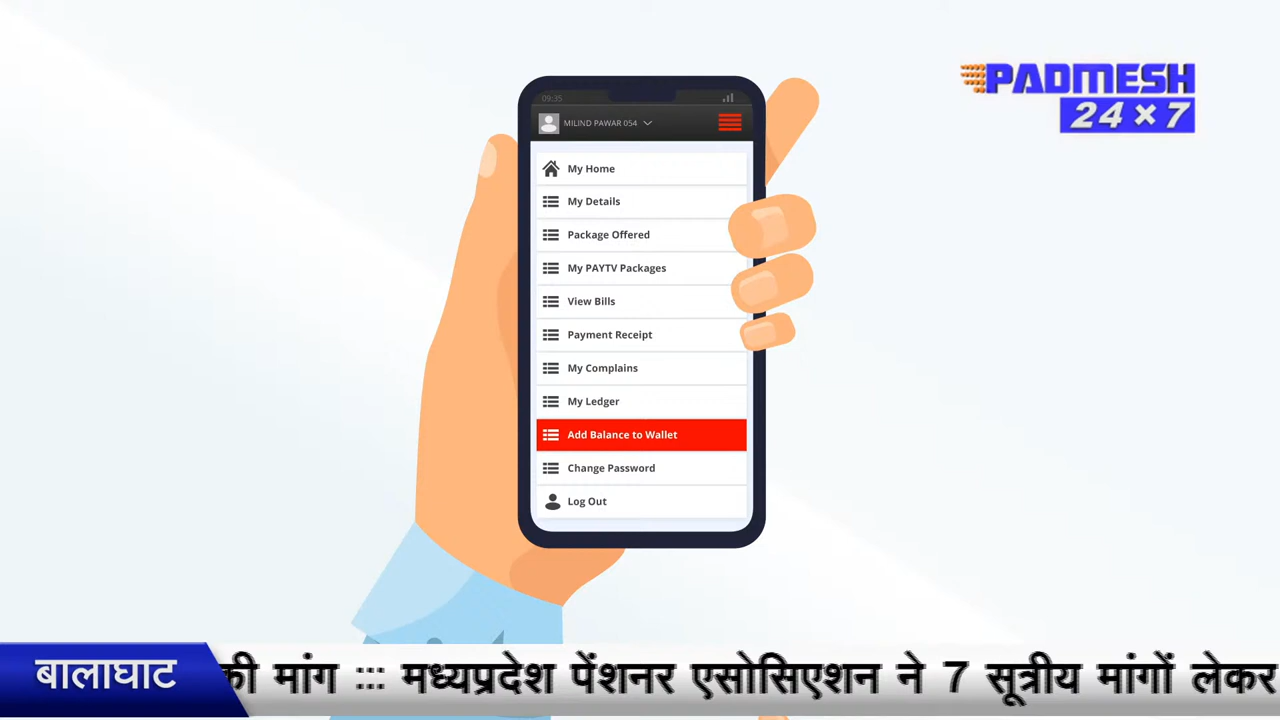 PADMESH
24×7
09:35
MILIND PAWAR 054
My Home
My Details
Package Offered
My PAYTV Packages
View Bills
Payment Receipt
My Complains
My Ledger
Add Balance to Wallet
Change Password
Log Out
बालाघाट
की मांग ::: मध्यप्रदेश पेंशनर एसोसिएशन ने 7 सूत्रीय मांगों लेकर